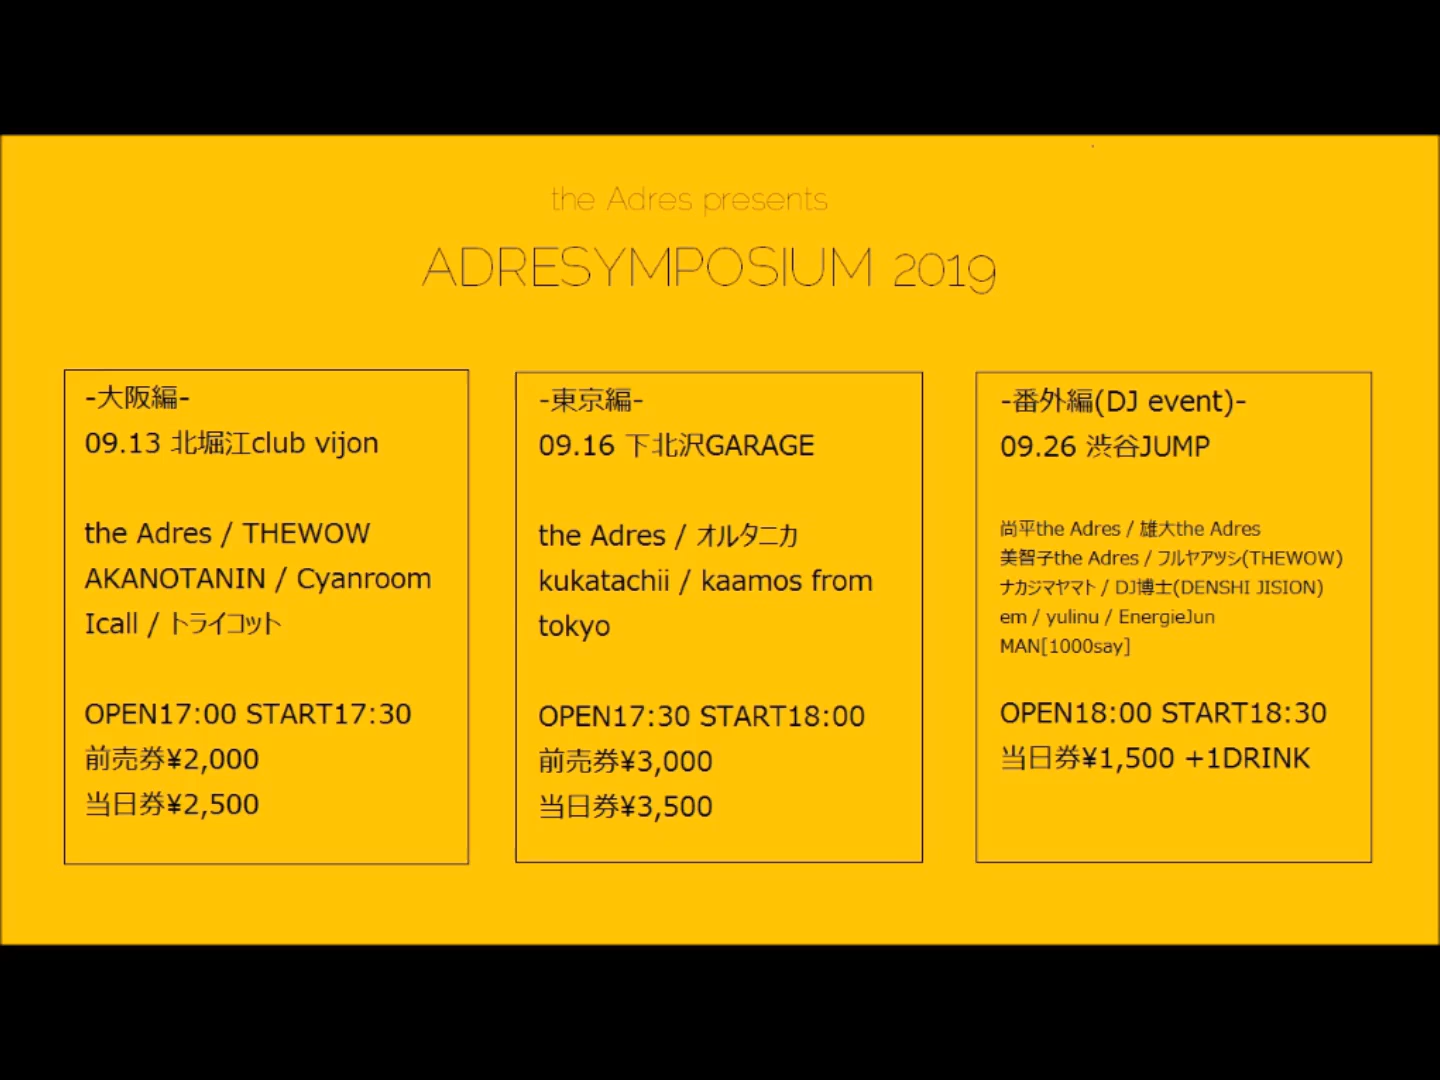 the Adres presents
ADRESYMPOSIUM 2019
-大阪編-
09.13 北堀江club vijon
the Adres / THEWOW
AKANOTANIN / Cyanroom
Icall / トライコット
OPEN17:00 START17:30
前売券¥2,000
当日券¥2,500
-東京編-
09.16 下北沢GARAGE
the Adres / オルタニカ
kukatachii / kaamos from
tokyo
OPEN17:30 START18:00
前売券¥3,000
当日券¥3,500
-番外編(DJ event)-
09.26 渋谷JUMP
尚平the Adres / 雄大the Adres
美智子the Adres / フルヤアツシ(THEWOW)
ナカジマヤマト / DJ博士(DENSHI JISION)
em / yulinu / EnergieJun
MAN[1000say]
OPEN18:00 START18:30
当日券¥1,500 +1DRINK